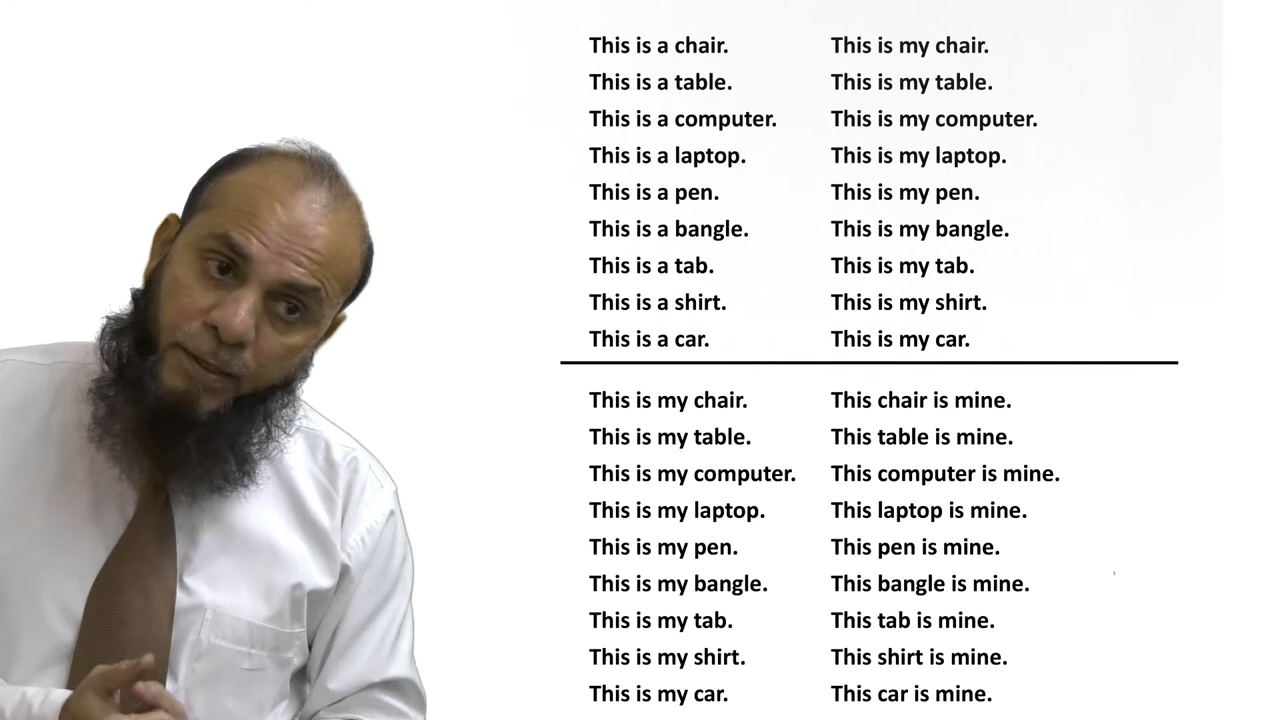 This is a chair. This is my chair.
This is a table. This is my table.
This is a computer. This is my computer.
This is a laptop. This is my laptop.
This is a pen. This is my pen.
This is a bangle. This is my bangle.
This is a tab. This is my tab.
This is a shirt. This is my shirt.
This is a car. This is my car.
This is my chair. This chair is mine.
This is my table. This table is mine.
This is my computer. This computer is mine.
This is my laptop. This laptop is mine.
This is my pen. This pen is mine.
This is my bangle. This bangle is mine.
This is my tab. This tab is mine.
This is my shirt. This shirt is mine.
This is my car. This car is mine.